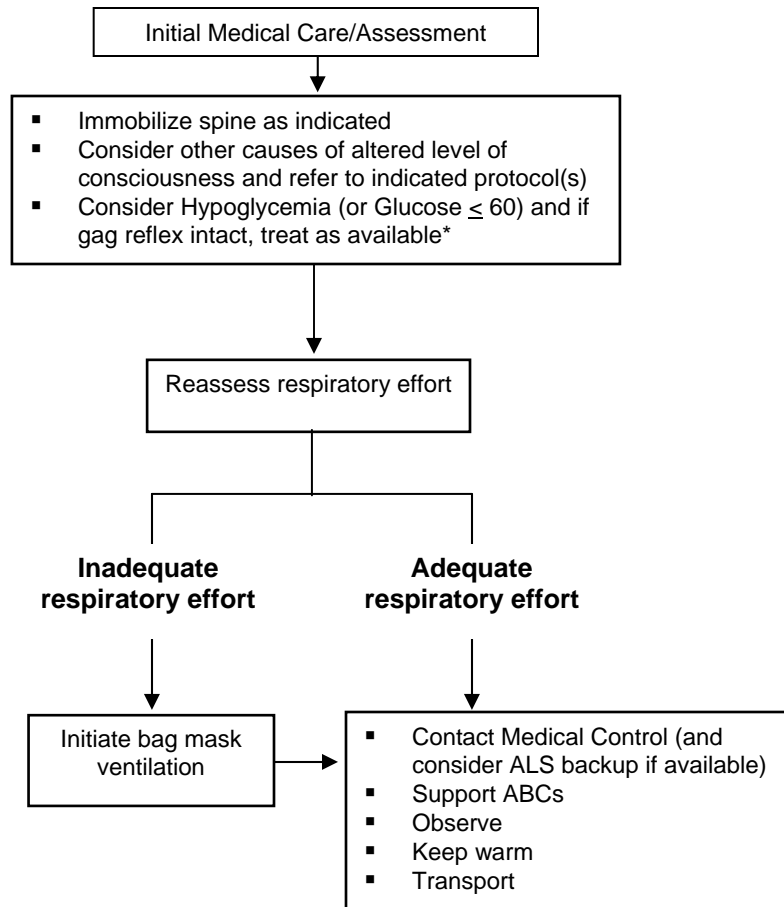 Initial Medical Care/Assessment
▪ Immobilize spine as indicated
▪ Consider other causes of altered level of
consciousness and refer to indicated protocol(s)
▪ Consider Hypoglycemia (or Glucose ≤ 60) and if
gag reflex intact, treat as available*
Reassess respiratory effort
Inadequate
respiratory effort
Adequate
respiratory effort
Initiate bag mask
ventilation
▪ Contact Medical Control (and
consider ALS backup if available)
▪ Support ABCs
▪ Observe
▪ Keep warm
▪ Transport